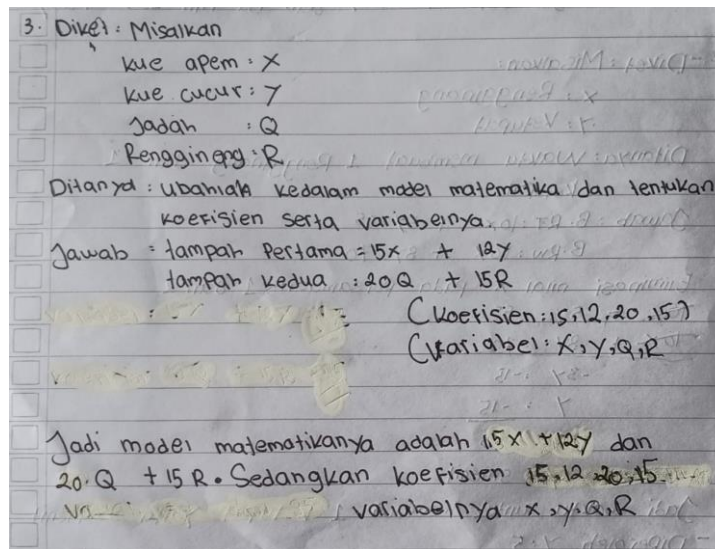 3. Diket : Misalkan
kue apem : X
kue cucur : Y
Jadah : Q
Renggineng : R
Ditanya : Ubahlah kedalam model matematika dan tentukan
koefisien serta variabelnya.
Jawab : tampah Pertama = 15x + 12y
tampah kedua : 20Q + 15R
(Koefisien : 15, 12, 20, 15)
(Variabel : X, Y, Q, R
Jadi model matematikanya adalah 15x + 12y dan
20.Q + 15 R. Sedangkan koefisien 15, 12, 20, 15
variabelnya x, y, Q, R